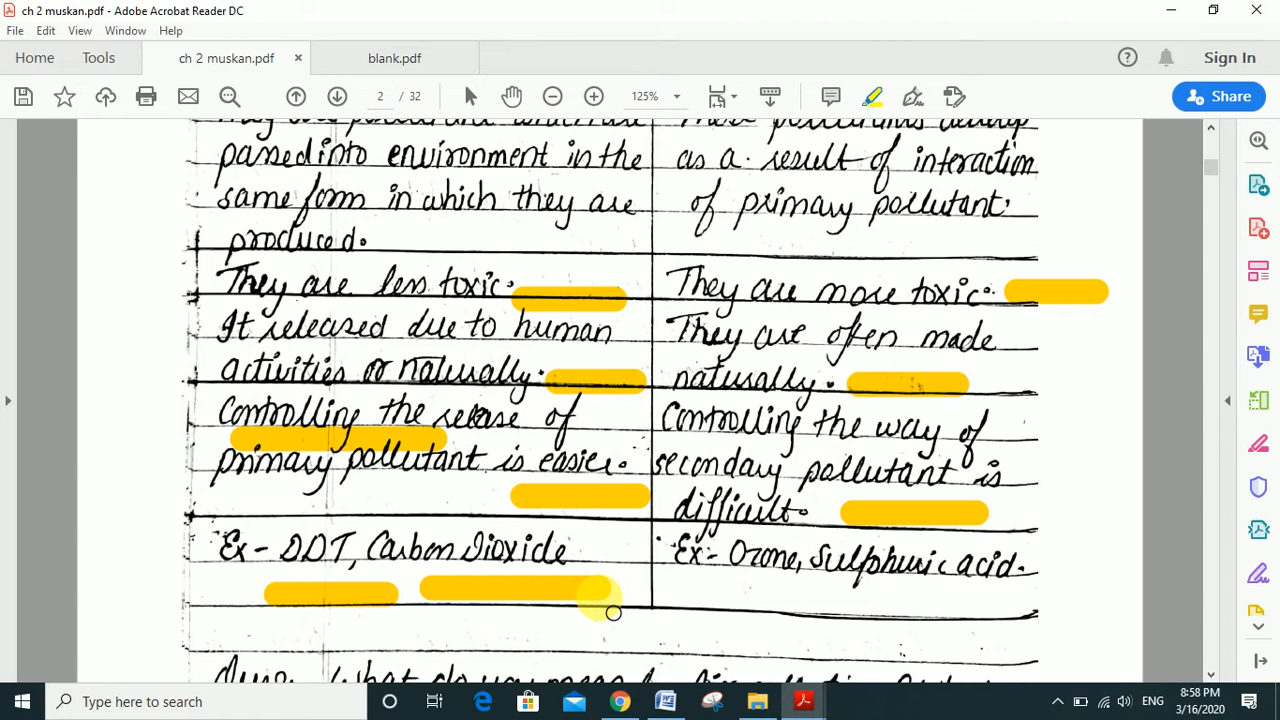 ch 2 muskan.pdf - Adobe Acrobat Reader DC
File Edit View Window Help
Home Tools ch 2 muskan.pdf × blank.pdf Sign In
2 / 32 125% Share
as a. result of interaction
of primary pollutant.
passed into environment in the
same form in which they are
produced.
They are less toxic.
They are more toxic.
It released due to human
activities or naturally.
They are often made
naturally.
Controlling the release of
primary pollutant is easier.
Controlling the way of
secondary pollutant is
difficult.
Ex- DDT, Carbon Dioxide
Ex- Ozone, Sulphuric acid.
What do you mean
Type here to search
ENG
8:58 PM
3/16/2020